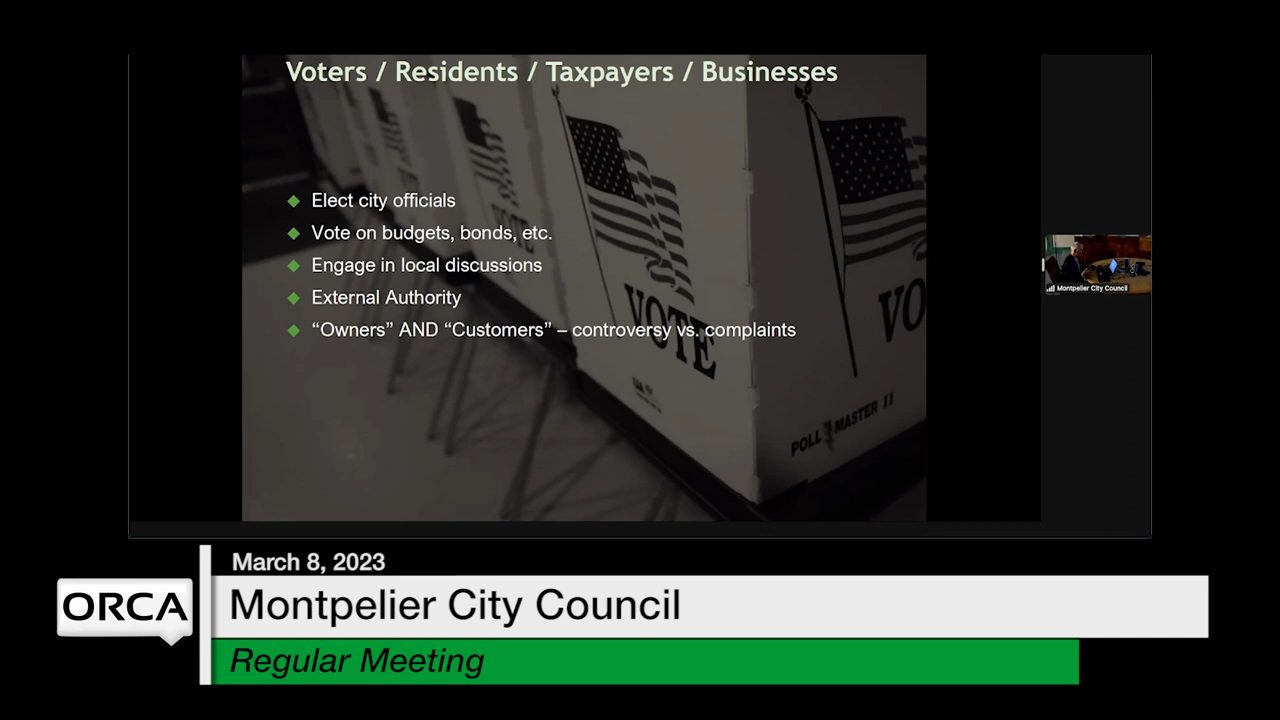 Voters / Residents / Taxpayers / Businesses
Elect city officials
Vote on budgets, bonds, etc.
Engage in local discussions
External Authority
“Owners” AND “Customers” – controversy vs. complaints
VOTE
VO
POLL MASTER II
Montpelier City Council
March 8, 2023
ORCA
Montpelier City Council
Regular Meeting